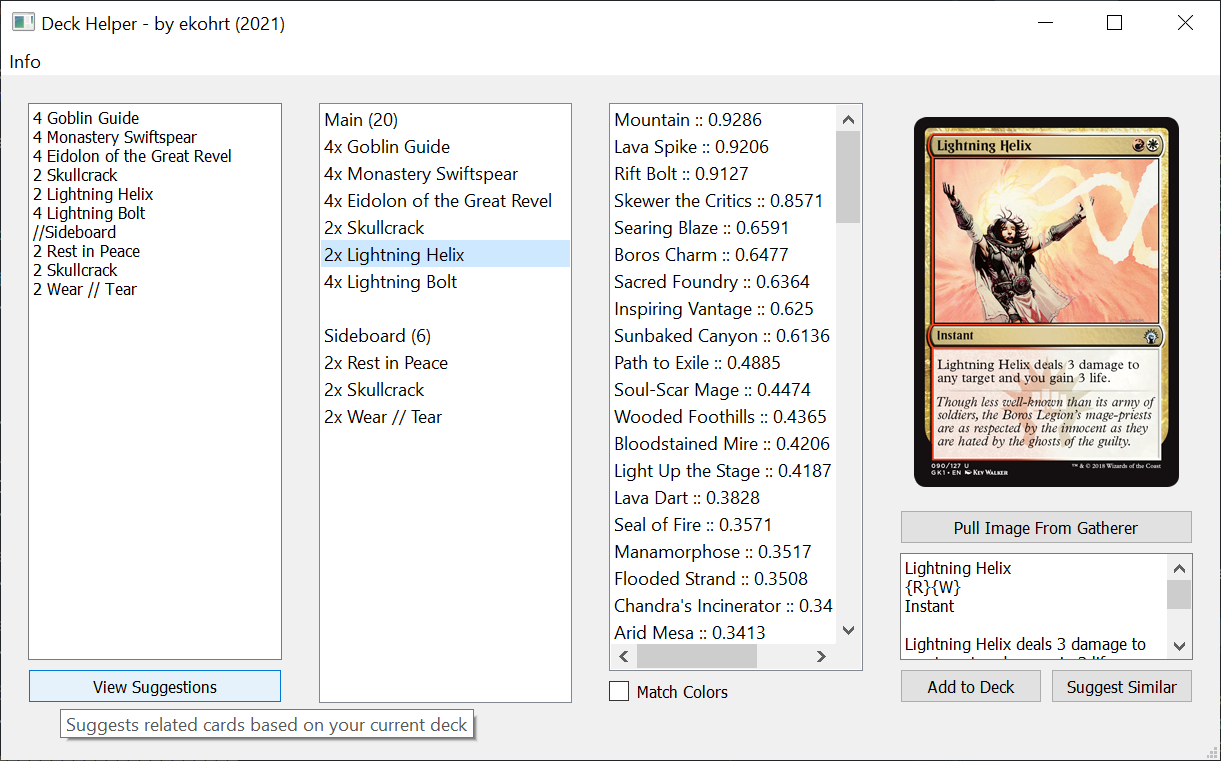 Deck Helper - by ekohrt (2021)
Info
4 Goblin Guide
4 Monastery Swiftspear
4 Eidolon of the Great Revel
2 Skullcrack
2 Lightning Helix
4 Lightning Bolt
//Sideboard
2 Rest in Peace
2 Skullcrack
2 Wear // Tear
View Suggestions
Suggests related cards based on your current deck
Main (20)
4x Goblin Guide
4x Monastery Swiftspear
4x Eidolon of the Great Revel
2x Skullcrack
2x Lightning Helix
4x Lightning Bolt
Sideboard (6)
2x Rest in Peace
2x Skullcrack
2x Wear // Tear
Mountain :: 0.9286
Lava Spike :: 0.9206
Rift Bolt :: 0.9127
Skewer the Critics :: 0.8571
Searing Blaze :: 0.6591
Boros Charm :: 0.6477
Sacred Foundry :: 0.6364
Inspiring Vantage :: 0.625
Sunbaked Canyon :: 0.6136
Path to Exile :: 0.4885
Soul-Scar Mage :: 0.4474
Wooded Foothills :: 0.4365
Bloodstained Mire :: 0.4206
Light Up the Stage :: 0.4187
Lava Dart :: 0.3828
Seal of Fire :: 0.3571
Manamorphose :: 0.3517
Flooded Strand :: 0.3508
Chandra's Incinerator :: 0.34
Arid Mesa :: 0.3413
Match Colors
Lightning Helix
Instant
Lightning Helix deals 3 damage to
any target and you gain 3 life.
Though less well-known than its army of
soldiers, the Boros Legion's mage-priests
are as respected by the innocent as they
are hated by the ghosts of the guilty.
090/127 U
GK1 • EN Kev Walker
™ & © 2018 Wizards of the Coast
Pull Image From Gatherer
Lightning Helix
{R}{W}
Instant
Lightning Helix deals 3 damage to
Add to Deck
Suggest Similar